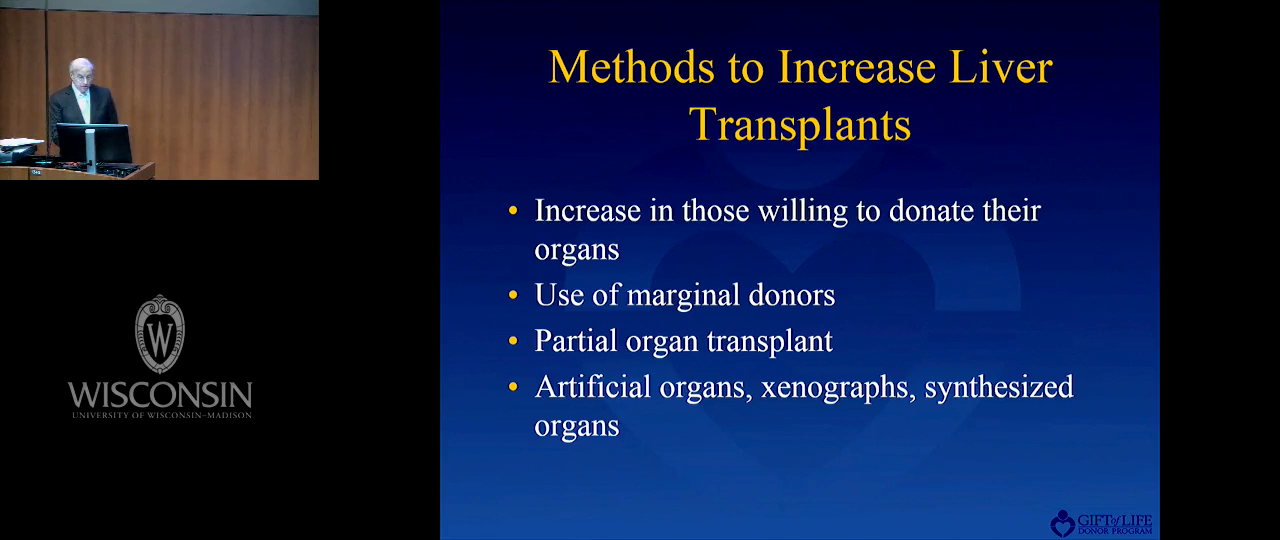 Methods to Increase Liver
Transplants
• Increase in those willing to donate their
organs
• Use of marginal donors
• Partial organ transplant
• Artificial organs, xenographs, synthesized
organs
W
WISCONSIN
UNIVERSITY OF WISCONSIN–MADISON
GIFT of LIFE
DONOR PROGRAM